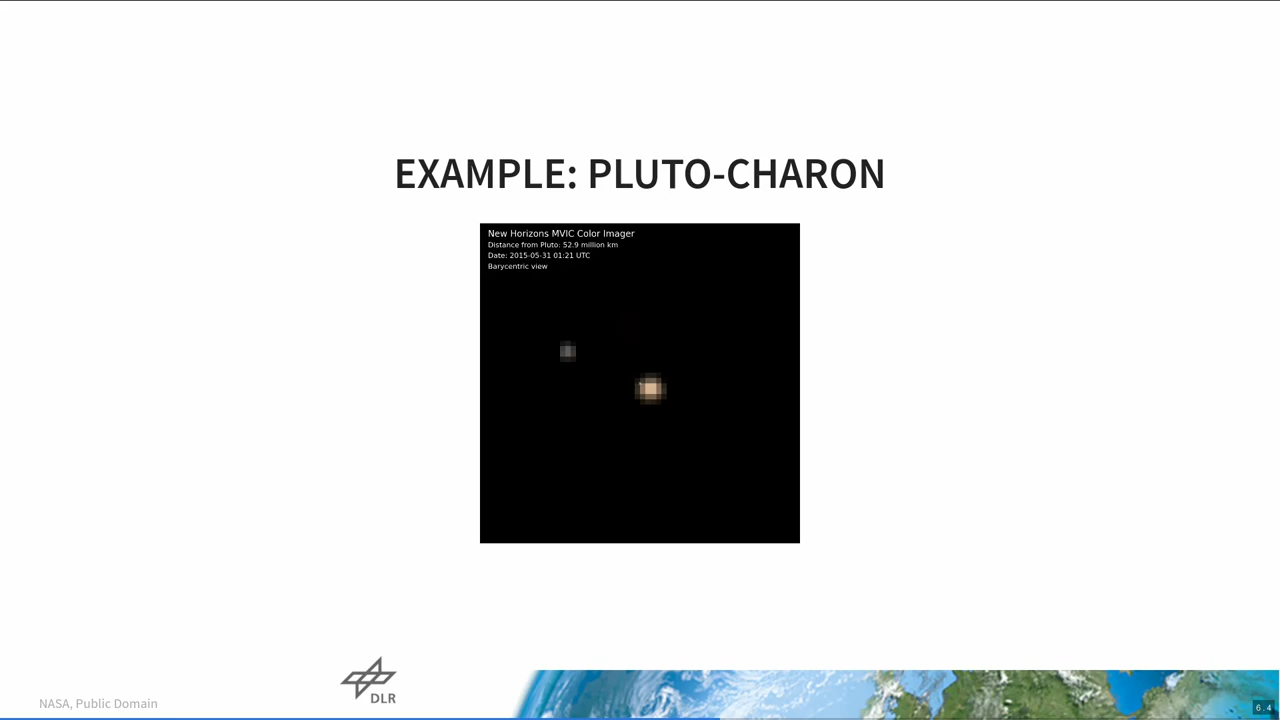 EXAMPLE: PLUTO-CHARON
New Horizons MVIC Color Imager
Distance from Pluto: 52.9 million km
Date: 2015-05-31 01:21 UTC
Barycentric view
DLR
NASA, Public Domain
6.4